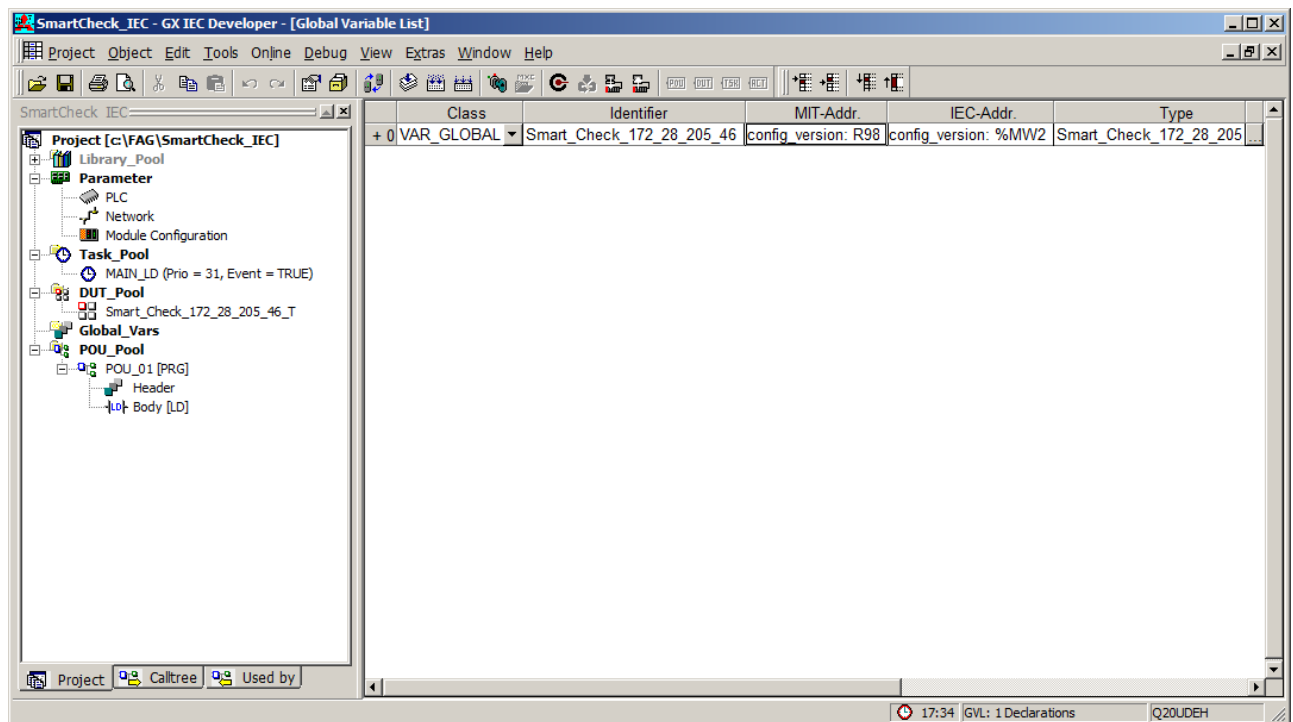 SmartCheck_IEC - GX IEC Developer - [Global Variable List]
Project Object Edit Tools Online Debug View Extras Window Help
SmartCheck IEC
Project [c:\FAG\SmartCheck_IEC]
Library_Pool
Parameter
PLC
Network
Module Configuration
Task_Pool
MAIN_LD (Prio = 31, Event = TRUE)
DUT_Pool
Smart_Check_172_28_205_46_T
Global_Vars
POU_Pool
POU_01 [PRG]
Header
LD Body [LD]
Project Calltree Used by
Class Identifier MIT-Addr. IEC-Addr. Type
+ 0 VAR_GLOBAL Smart_Check_172_28_205_46 config_version: R98 config_version: %MW2 Smart_Check_172_28_205 ...
17:34 GVL: 1 Declarations Q20UDEH